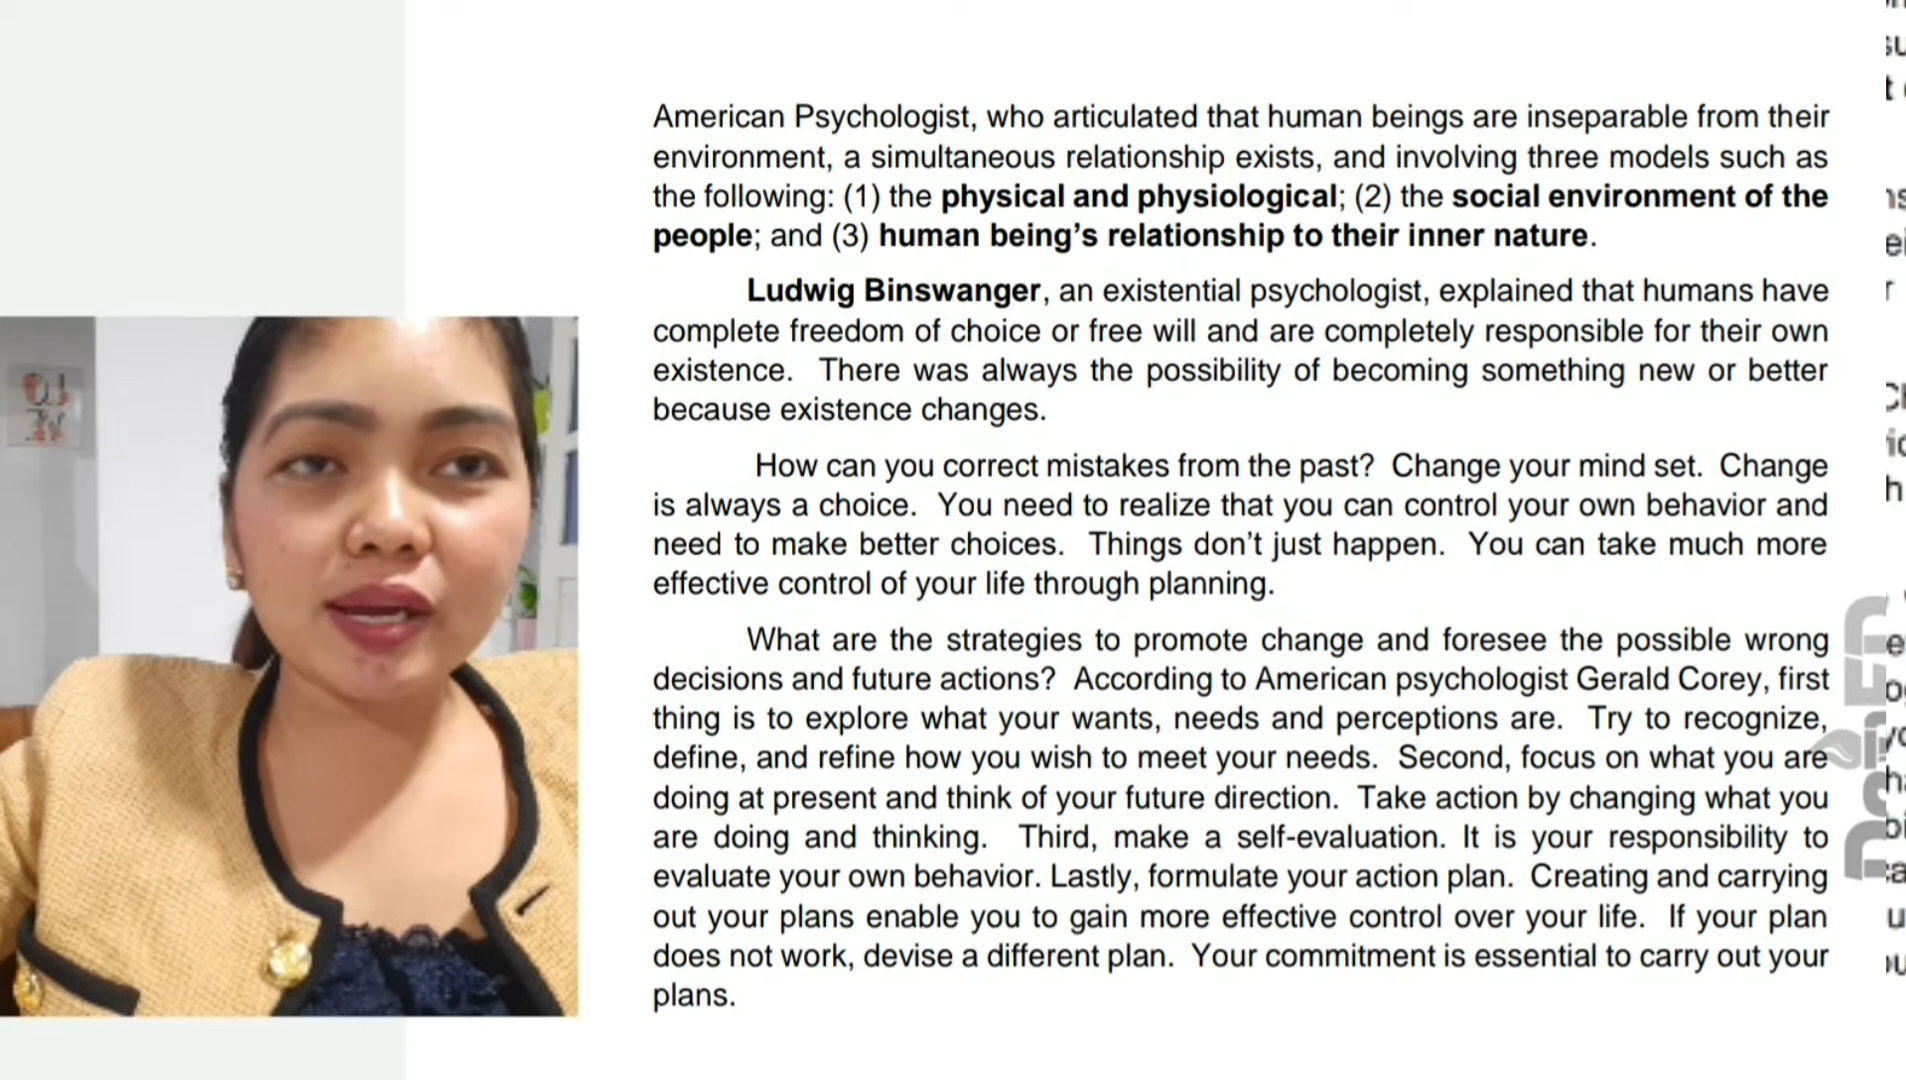 American Psychologist, who articulated that human beings are inseparable from their
environment, a simultaneous relationship exists, and involving three models such as
the following: (1) the physical and physiological; (2) the social environment of the
people; and (3) human being’s relationship to their inner nature.
Ludwig Binswanger, an existential psychologist, explained that humans have
complete freedom of choice or free will and are completely responsible for their own
existence. There was always the possibility of becoming something new or better
because existence changes.
How can you correct mistakes from the past? Change your mind set. Change
is always a choice. You need to realize that you can control your own behavior and
need to make better choices. Things don’t just happen. You can take much more
effective control of your life through planning.
What are the strategies to promote change and foresee the possible wrong
decisions and future actions? According to American psychologist Gerald Corey, first
thing is to explore what your wants, needs and perceptions are. Try to recognize,
define, and refine how you wish to meet your needs. Second, focus on what you are
doing at present and think of your future direction. Take action by changing what you
are doing and thinking. Third, make a self-evaluation. It is your responsibility to
evaluate your own behavior. Lastly, formulate your action plan. Creating and carrying
out your plans enable you to gain more effective control over your life. If your plan
does not work, devise a different plan. Your commitment is essential to carry out your
plans.